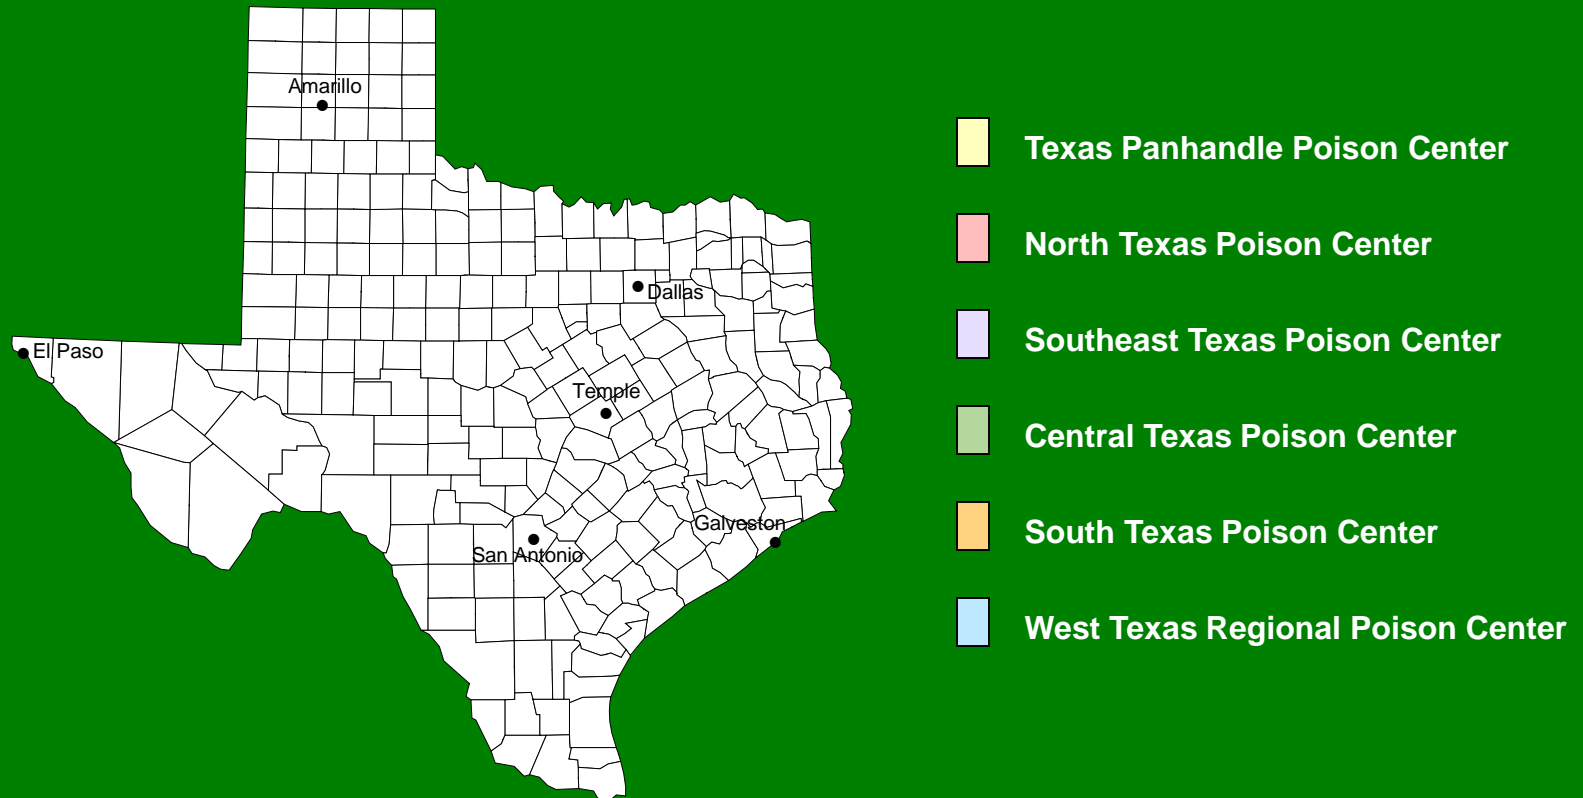 Amarillo
Dallas
El Paso
Temple
Galveston
San Antonio
Texas Panhandle Poison Center
North Texas Poison Center
Southeast Texas Poison Center
Central Texas Poison Center
South Texas Poison Center
West Texas Regional Poison Center